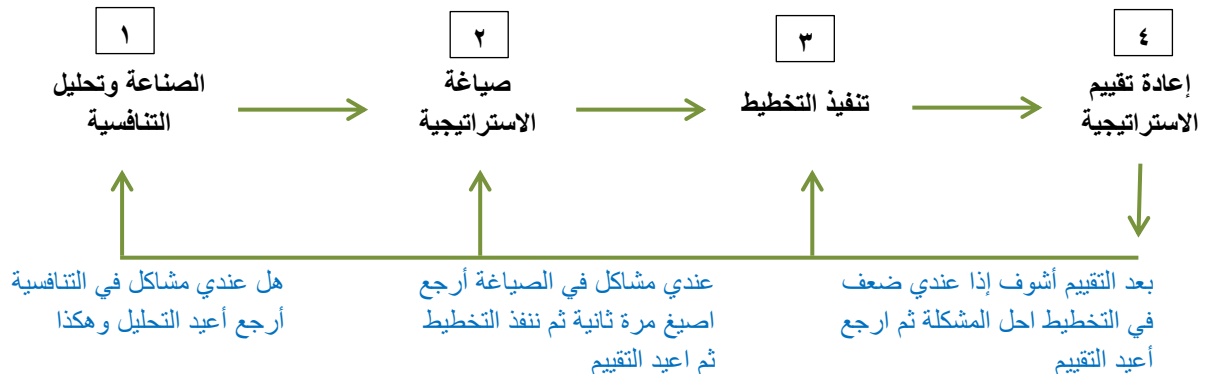 ١
الصناعة وتحليل
التنافسية
٢
صياغة
الاستراتيجية
٣
تنفيذ التخطيط
٤
إعادة تقييم
الاستراتيجية
هل عندي مشاكل في التنافسية
أرجع أعيد التحليل وهكذا
عندي مشاكل في الصياغة أرجع
اصيغ مرة ثانية ثم ننفذ التخطيط
ثم اعيد التقييم
بعد التقييم أشوف إذا عندي ضعف
في التخطيط احل المشكلة ثم ارجع
أعيد التقييم